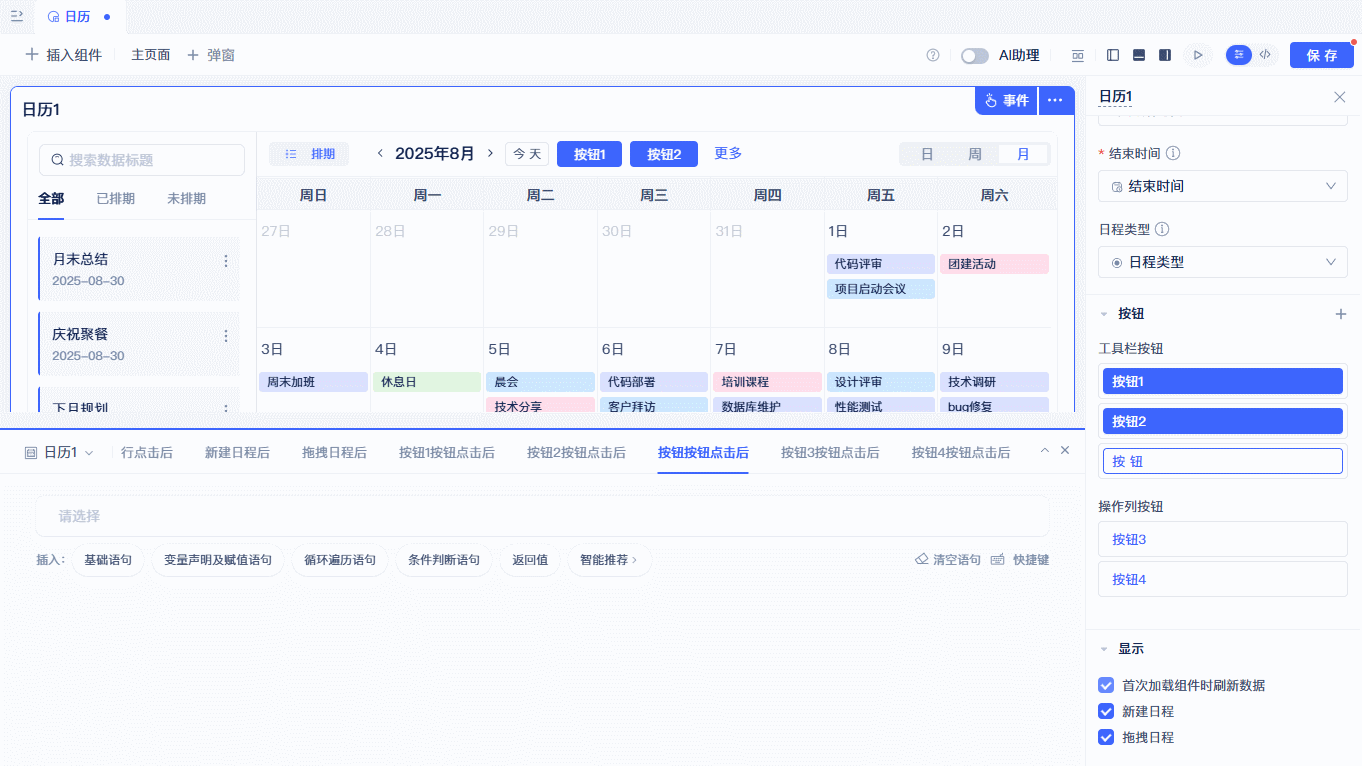 日历
插入组件 主页面 弹窗 AI助理 保 存
日历1 事件
搜索数据标题
全部 已排期 未排期
月末总结
2025-08-30
庆祝聚餐
2025-08-30
下月规划
排期 2025年8月 今 天 按钮1 按钮2 更多 日 周 月
周日 周一 周二 周三 周四 周五 周六
27日 28日 29日 30日 31日 1日 2日
代码评审 团建活动
项目启动会议
3日 4日 5日 6日 7日 8日 9日
周末加班 休息日 晨会 代码部署 培训课程 设计评审 技术调研
技术分享 客户拜访 数据库维护 性能测试 bug修复
日历1 行点击后 新建日程后 拖拽日程后 按钮1按钮点击后 按钮2按钮点击后 按钮按钮点击后 按钮3按钮点击后 按钮4按钮点击后
请选择
插入: 基础语句 变量声明及赋值语句 循环遍历语句 条件判断语句 返回值 智能推荐 清空语句 快捷键
日历1
* 结束时间
结束时间
日程类型
日程类型
按钮
工具栏按钮
按钮1
按钮2
按 钮
操作列按钮
按钮3
按钮4
显示
首次加载组件时刷新数据
新建日程
拖拽日程